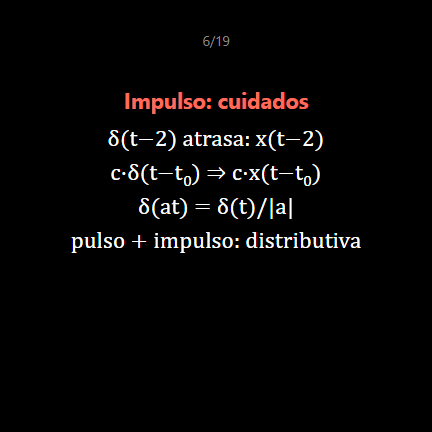 6/19
Impulso: cuidados
δ(t−2) atrasa: x(t−2)
c·δ(t−t₀) ⇒ c·x(t−t₀)
δ(at) = δ(t)/|a|
pulso + impulso: distributiva